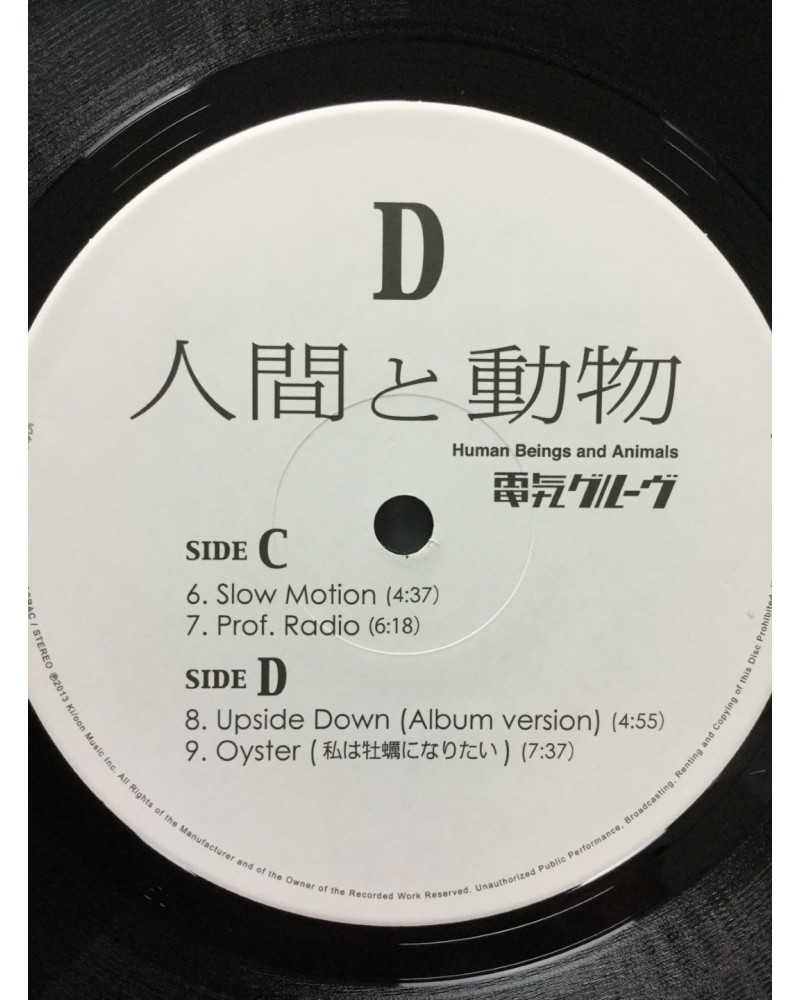 D
人間と動物
Human Beings and Animals
電気グルーヴ
SIDE C
6. Slow Motion (4:37)
7. Prof. Radio (6:18)
SIDE D
8. Upside Down (Album version) (4:55)
9. Oyster ( 私は牡蠣になりたい ) (7:37)
/ STEREO ℗2013 Ki/oon Music Inc. All Rights of the Manufacturer and of the Owner of the Recorded Work Reserved. Unauthorized Public Performance, Broadcasting, Renting and Copying of this Disc Prohibited